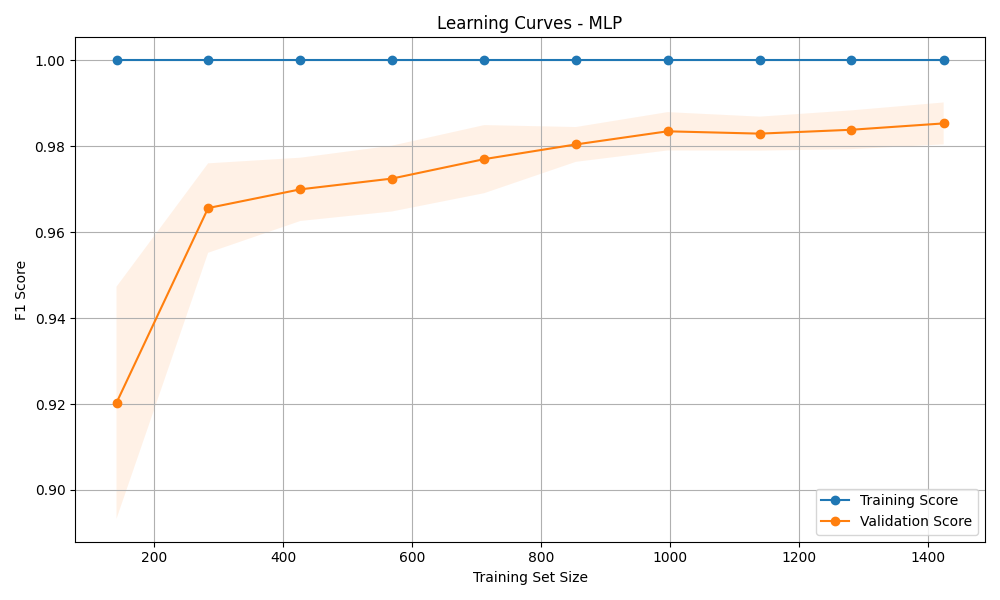 Learning Curves - MLP
F1 Score
1.00
0.98
0.96
0.94
0.92
0.90
200
400
600
800
1000
1200
1400
Training Set Size
Training Score
Validation Score